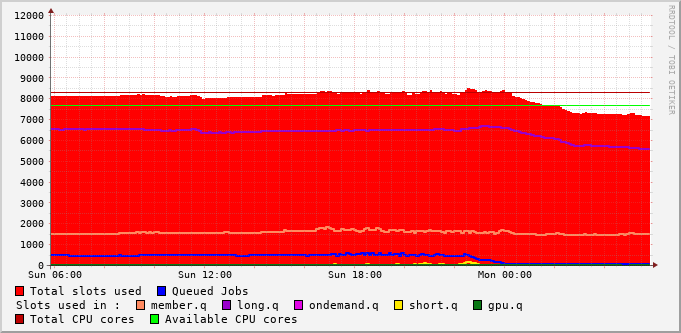 12000
11000
10000
9000
8000
7000
6000
5000
4000
3000
2000
1000
0
Sun 06:00 Sun 12:00 Sun 18:00 Mon 00:00
Total slots used Queued Jobs
Slots used in : member.q long.q ondemand.q short.q gpu.q
Total CPU cores Available CPU cores
RRDTOOL / TOBI OETIKER